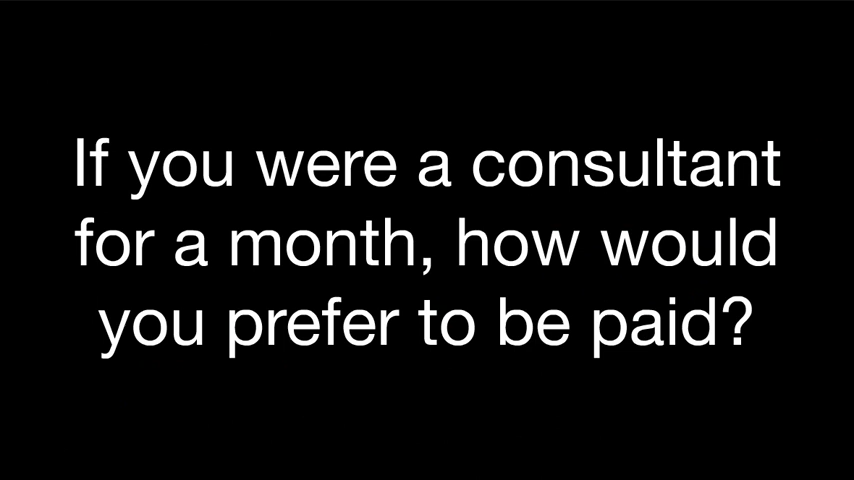 If you were a consultant
for a month, how would
you prefer to be paid?